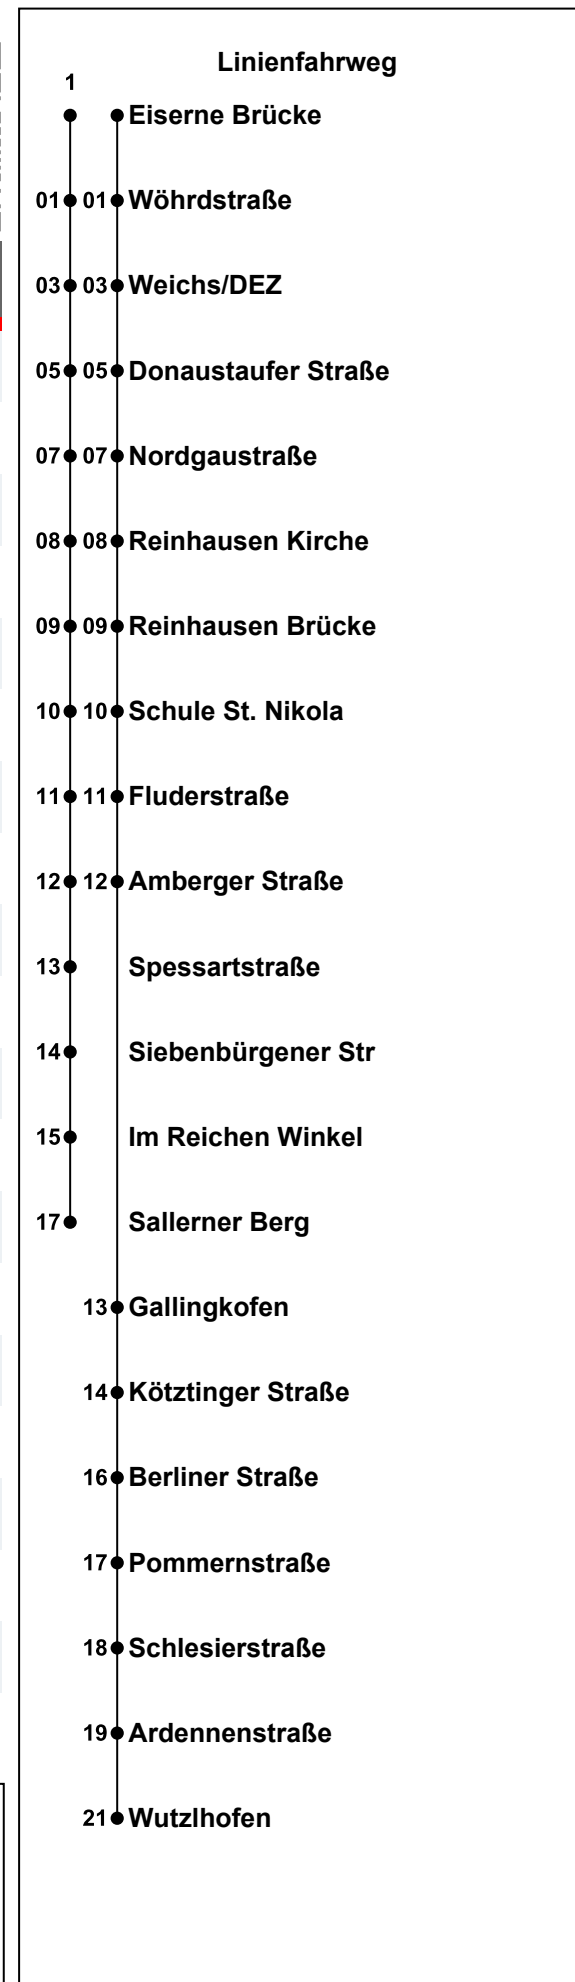 Linienfahrweg
1
Eiserne Brücke
01 01 Wöhrdstraße
03 03 Weichs/DEZ
05 05 Donaustaufer Straße
07 07 Nordgaustraße
08 08 Reinhausen Kirche
09 09 Reinhausen Brücke
10 10 Schule St. Nikola
11 11 Fluderstraße
12 12 Amberger Straße
13 Spessartstraße
14 Siebenbürgener Str
15 Im Reichen Winkel
17 Sallerner Berg
13 Gallingkofen
14 Kötztinger Straße
16 Berliner Straße
17 Pommernstraße
18 Schlesierstraße
19 Ardennenstraße
21 Wutzlhofen